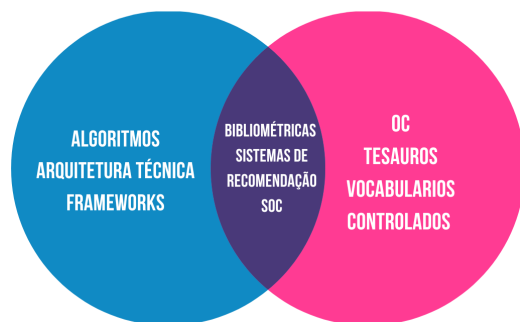 ALGORITMOS
ARQUITETURA TÉCNICA
FRAMEWORKS
BIBLIOMÉTRICAS
SISTEMAS DE
RECOMENDAÇÃO
SOC
OC
TESAUROS
VOCABULARIOS
CONTROLADOS